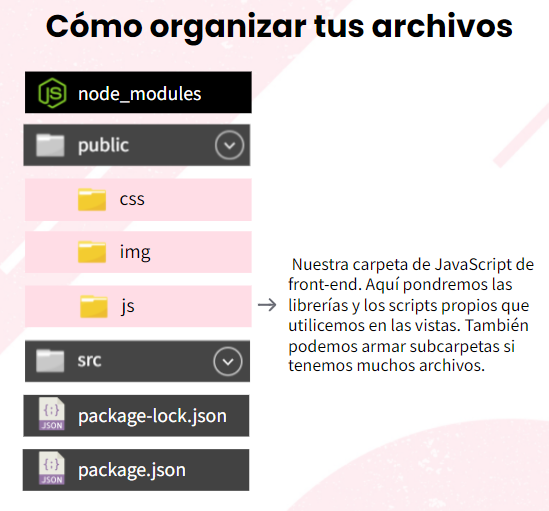 Cómo organizar tus archivos
JS
node_modules
public
css
img
js
Nuestra carpeta de JavaScript de
front-end. Aquí pondremos las
librerías y los scripts propios que
utilicemos en las vistas. También
podemos armar subcarpetas si
tenemos muchos archivos.
src
{;}
JSON
package-lock.json
{;}
JSON
package.json